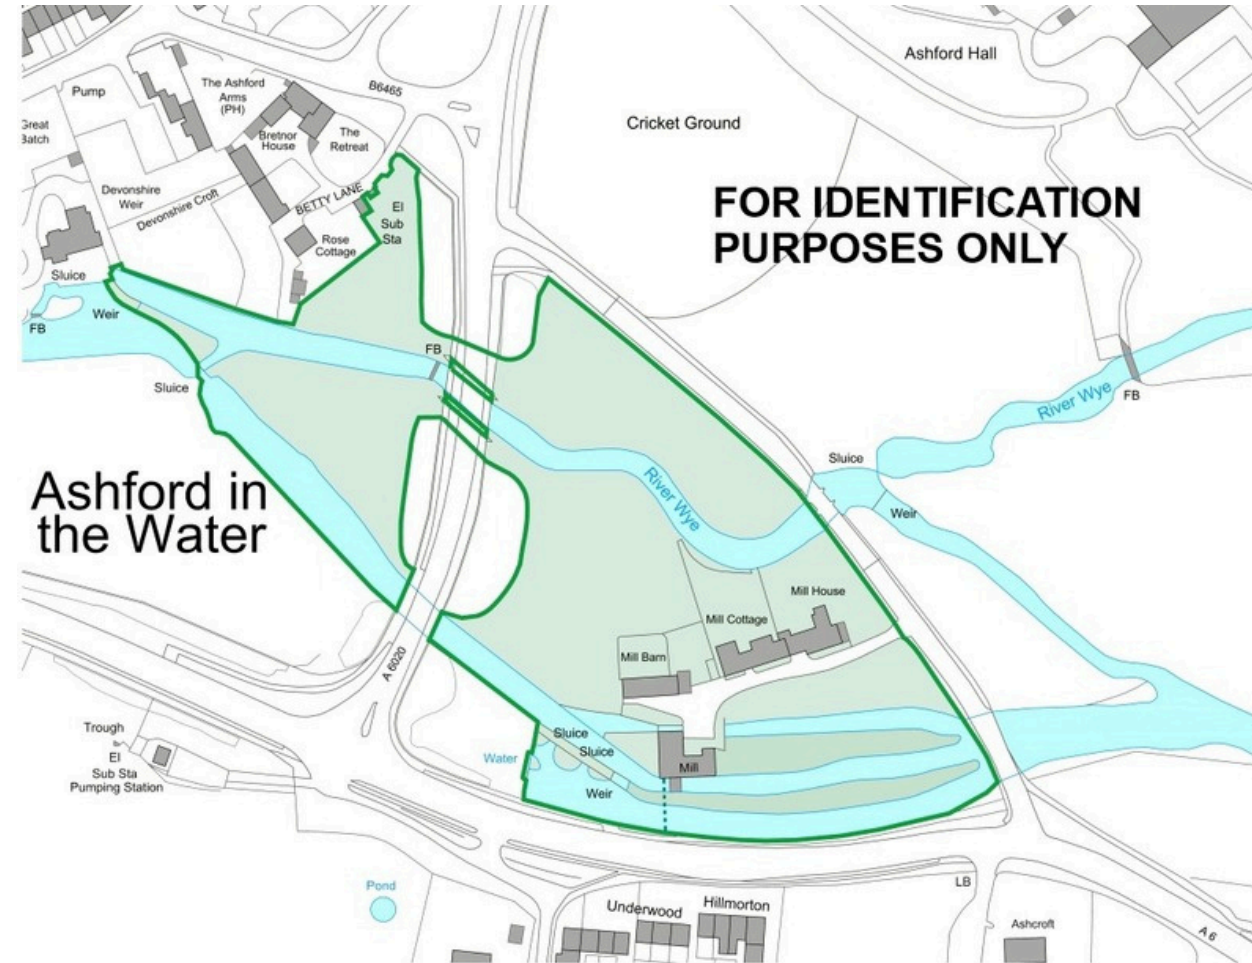 Ashford Hall
B6465
Pump
The Ashford
Arms
(PH)
Cricket Ground
Great
Batch
Bretnor
House
The
Retreat
Devonshire
Weir
Devonshire Croft
BETTY LANE
FOR IDENTIFICATION
PURPOSES ONLY
El
Sub
Sta
Rose
Cottage
Sluice
Weir
FB
FB
Sluice
River Wye
FB
Sluice
Ashford in
the Water
River Wye
Weir
Mill House
Mill Cottage
Mill Barn
A 6020
Trough
El
Sub Sta
Pumping Station
Sluice
Sluice
Water
Mill
Weir
Pond
LB
Underwood
Hillmorton
Ashcroft
A 6